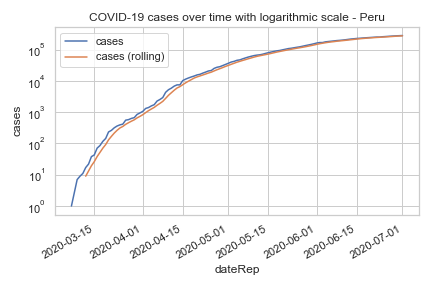 COVID-19 cases over time with logarithmic scale - Peru
cases
cases (rolling)
10⁵
10⁴
10³
10²
10¹
10⁰
cases
2020-03-15
2020-04-01
2020-04-15
2020-05-01
2020-05-15
2020-06-01
2020-06-15
2020-07-01
dateRep